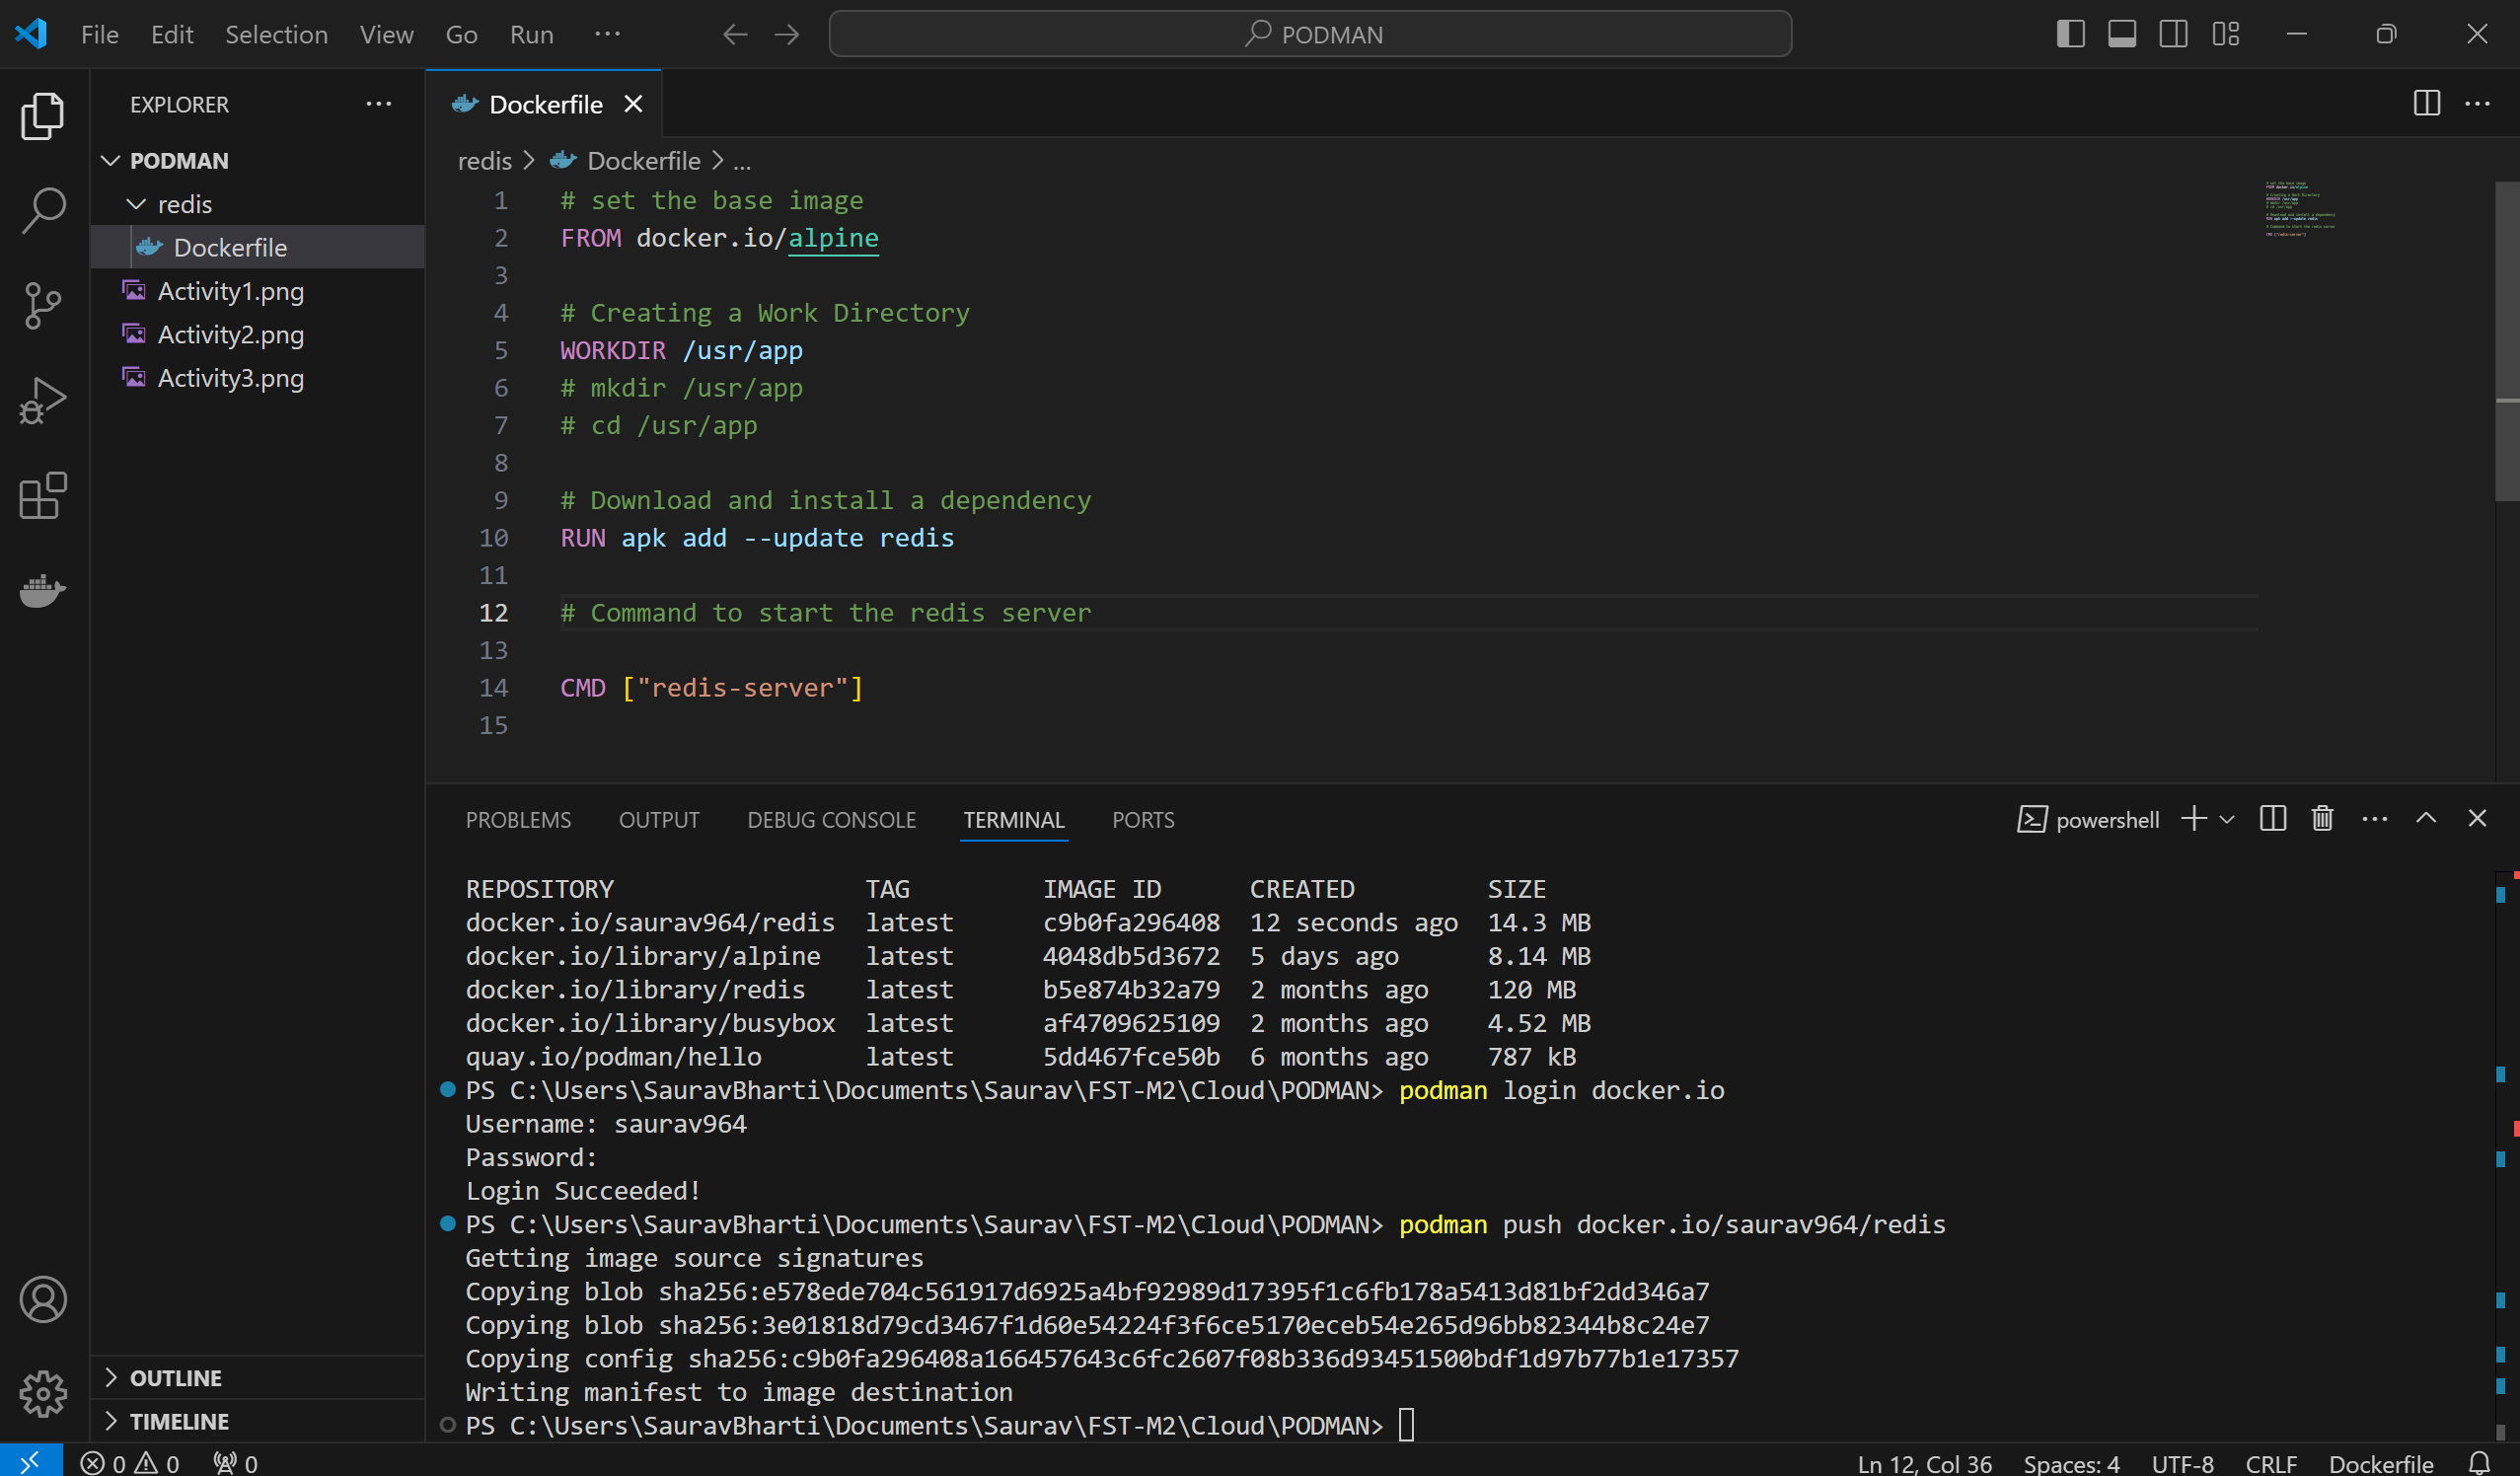 File Edit Selection View Go Run ··· PODMAN
EXPLORER ···
PODMAN
redis
Dockerfile
Activity1.png
Activity2.png
Activity3.png
OUTLINE
TIMELINE
Dockerfile
redis > Dockerfile > ...
1 # set the base image
2 FROM docker.io/alpine
3
4 # Creating a Work Directory
5 WORKDIR /usr/app
6 # mkdir /usr/app
7 # cd /usr/app
8
9 # Download and install a dependency
10 RUN apk add --update redis
11
12 # Command to start the redis server
13
14 CMD ["redis-server"]
15
PROBLEMS OUTPUT DEBUG CONSOLE TERMINAL PORTS powershell
REPOSITORY TAG IMAGE ID CREATED SIZE
docker.io/saurav964/redis latest c9b0fa296408 12 seconds ago 14.3 MB
docker.io/library/alpine latest 4048db5d3672 5 days ago 8.14 MB
docker.io/library/redis latest b5e874b32a79 2 months ago 120 MB
docker.io/library/busybox latest af4709625109 2 months ago 4.52 MB
quay.io/podman/hello latest 5dd467fce50b 6 months ago 787 kB
PS C:\Users\SauravBharti\Documents\Saurav\FST-M2\Cloud\PODMAN> podman login docker.io
Username: saurav964
Password:
Login Succeeded!
PS C:\Users\SauravBharti\Documents\Saurav\FST-M2\Cloud\PODMAN> podman push docker.io/saurav964/redis
Getting image source signatures
Copying blob sha256:e578ede704c561917d6925a4bf92989d17395f1c6fb178a5413d81bf2dd346a7
Copying blob sha256:3e01818d79cd3467f1d60e54224f3f6ce5170eceb54e265d96bb82344b8c24e7
Copying config sha256:c9b0fa296408a166457643c6fc2607f08b336d93451500bdf1d97b77b1e17357
Writing manifest to image destination
PS C:\Users\SauravBharti\Documents\Saurav\FST-M2\Cloud\PODMAN>
0 0 0 Ln 12, Col 36 Spaces: 4 UTF-8 CRLF Dockerfile